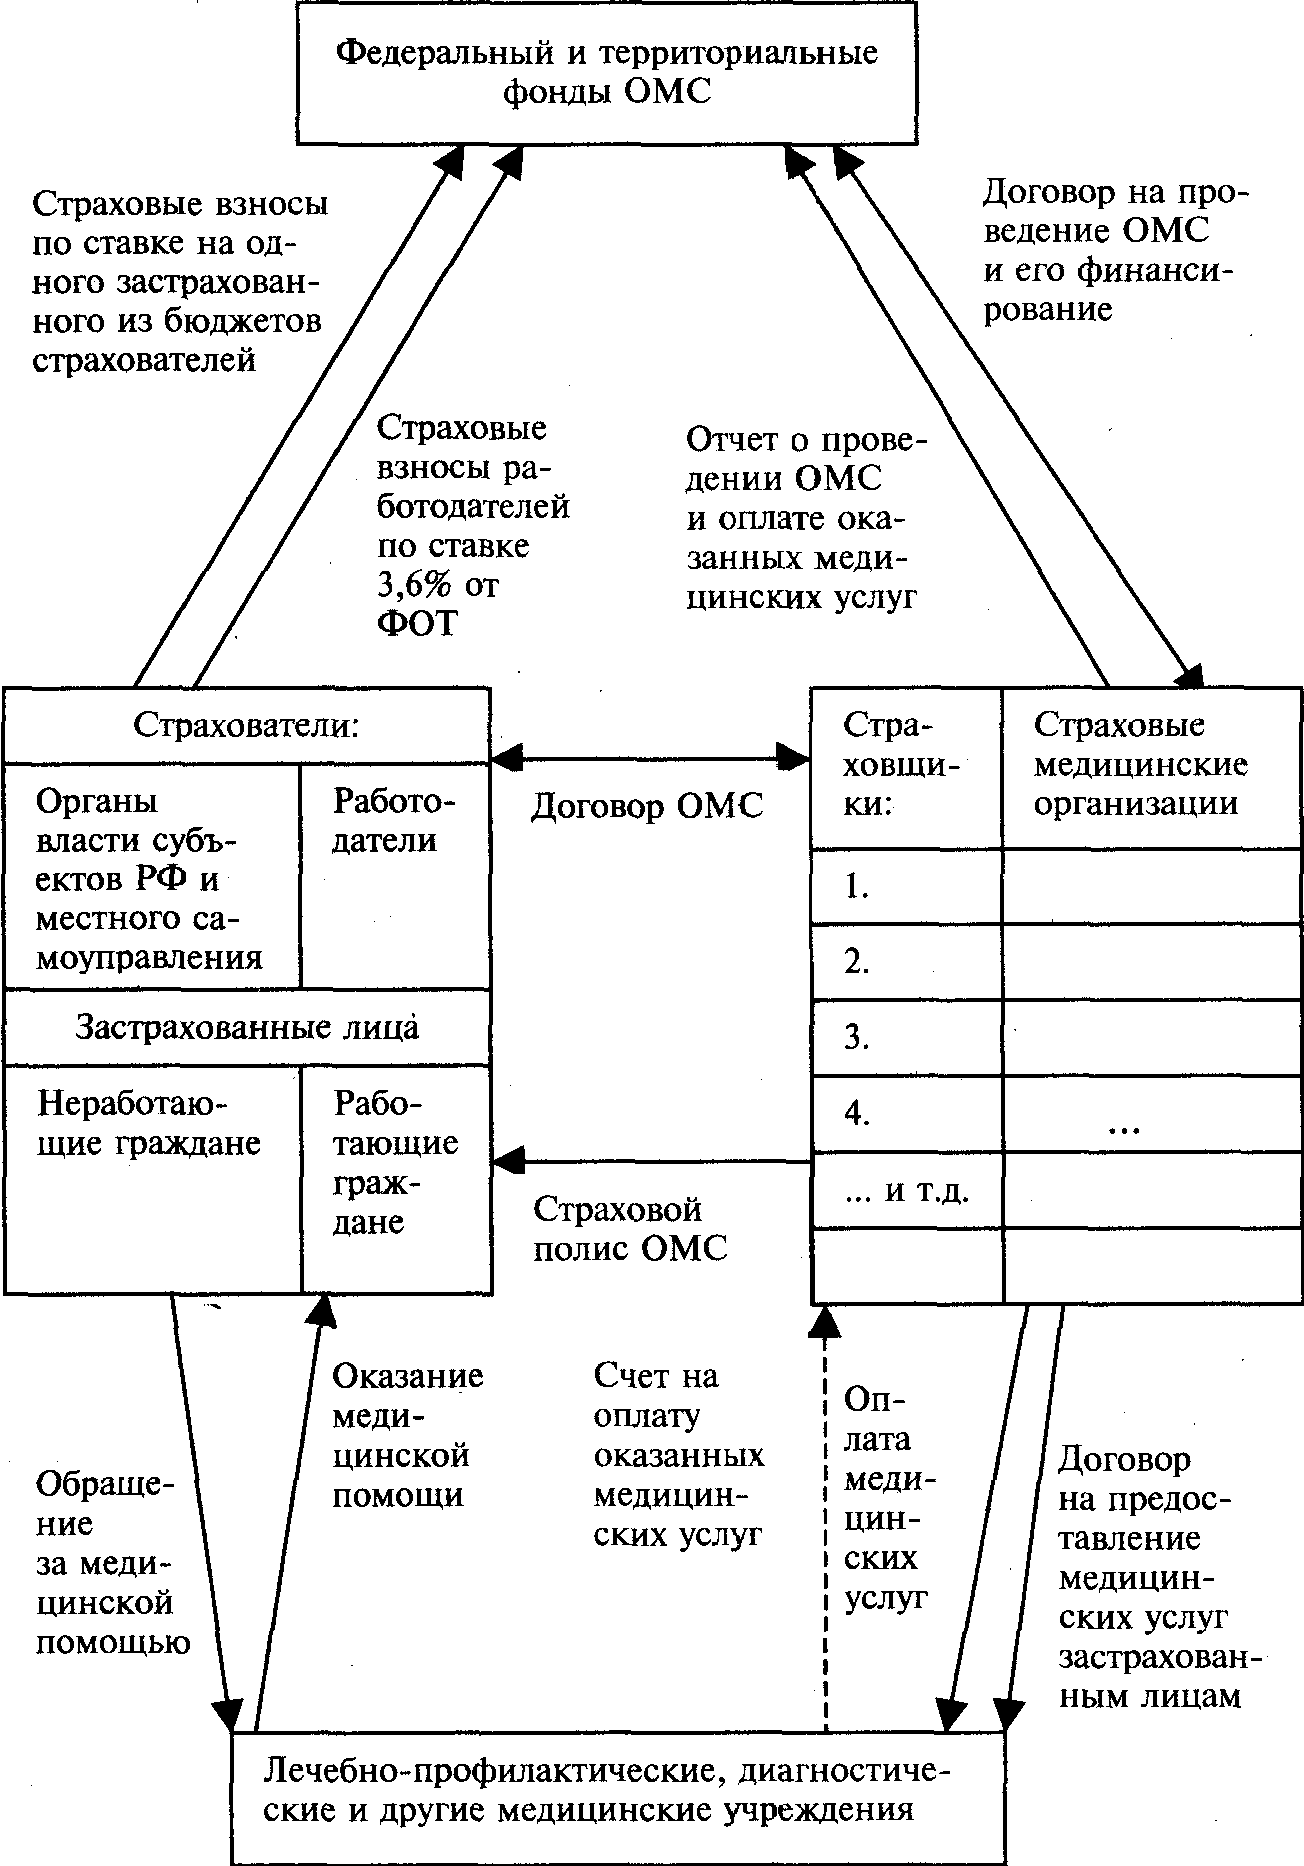 Федеральный и территориальные
фонды ОМС
Страховые взносы
по ставке на од-
ного застрахован-
ного из бюджетов
страхователей
Договор на про-
ведение ОМС
и его финанси-
рование
Страховые
взносы ра-
ботодателей
по ставке
3,6% от
ФОТ
Отчет о прове-
дении ОМС
и оплате ока-
занных меди-
цинских услуг
Страхователи:
Органы
власти субъ-
ектов РФ и
местного са-
моуправления
Работо-
датели
Застрахованные лица
Неработаю-
щие граждане
Рабо-
тающие
граж-
дане
Договор ОМС
Страховой
полис ОМС
Стра-
ховщи-
ки:
Страховые
медицинские
организации
1.
2.
3.
4.
...
... и т.д.
Обраще-
ние
за меди-
цинской
помощью
Оказание
меди-
цинской
помощи
Счет на
оплату
оказанных
медицин-
ских услуг
Оп-
лата
меди-
цин-
ских
услуг
Договор
на предос-
тавление
медицин-
ских услуг
застрахован-
ным лицам
Лечебно-профилактические, диагностиче-
ские и другие медицинские учреждения